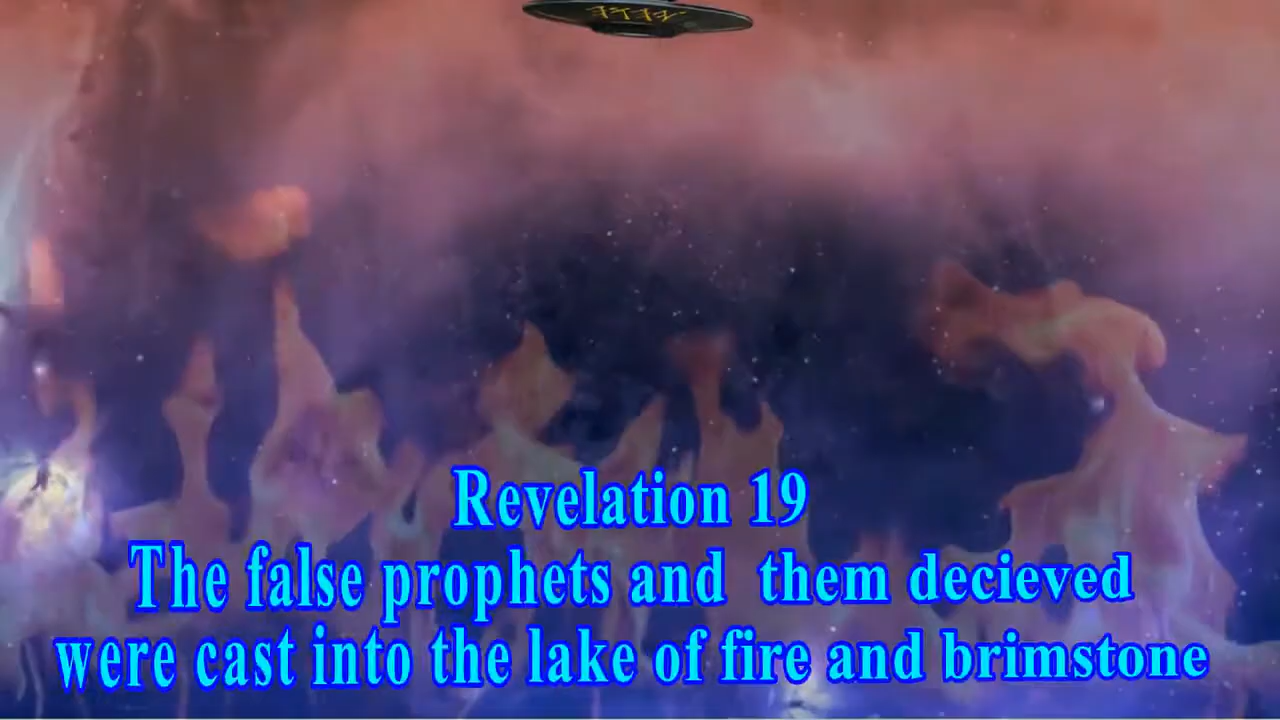 Revelation 19
The false prophets and them decieved
were cast into the lake of fire and brimstone